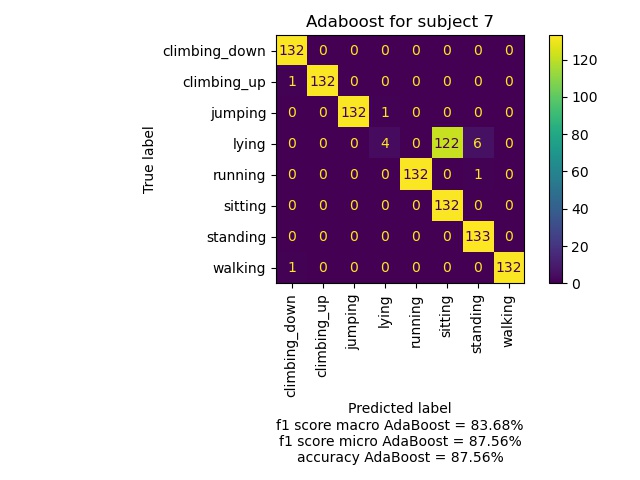 Adaboost for subject 7
climbing_down 132 0 0 0 0 0 0 0
climbing_up 1 132 0 0 0 0 0 0
jumping 0 0 132 1 0 0 0 0
lying 0 0 0 4 0 122 6 0
running 0 0 0 0 132 0 1 0
sitting 0 0 0 0 0 132 0 0
standing 0 0 0 0 0 0 133 0
walking 1 0 0 0 0 0 0 132
True label
climbing_down
climbing_up
jumping
lying
running
sitting
standing
walking
120
100
80
60
40
20
0
Predicted label
f1 score macro AdaBoost = 83.68%
f1 score micro AdaBoost = 87.56%
accuracy AdaBoost = 87.56%